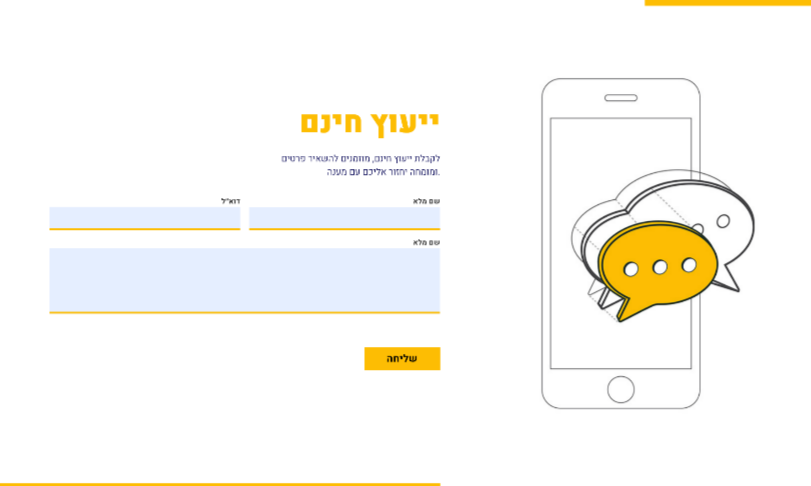 ייעוץ חינם
לקבלת ייעוץ חינם, מוזמנים להשאיר פרטים
ומומחה יחזור אליכם עם מענה.
שם מלא
דוא"ל
שם מלא
שליחה